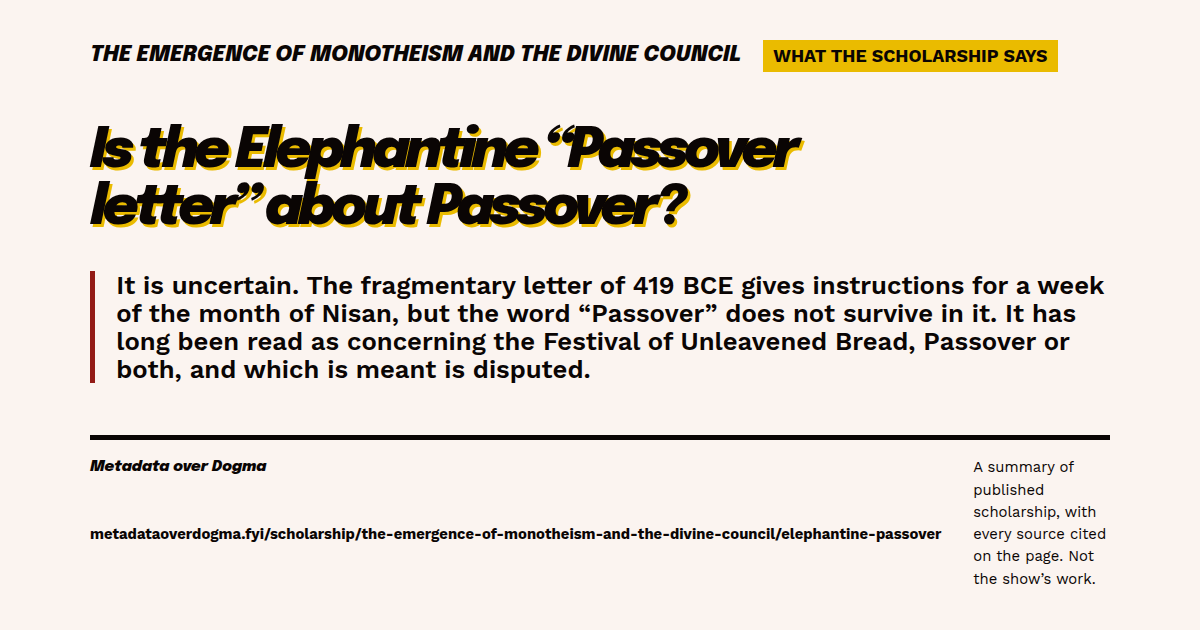 THE EMERGENCE OF MONOTHEISM AND THE DIVINE COUNCIL
WHAT THE SCHOLARSHIP SAYS
Is the Elephantine “Passover
letter” about Passover?
It is uncertain. The fragmentary letter of 419 BCE gives instructions for a week
of the month of Nisan, but the word “Passover” does not survive in it. It has
long been read as concerning the Festival of Unleavened Bread, Passover or
both, and which is meant is disputed.
Metadata over Dogma
metadataoverdogma.fyi/scholarship/the-emergence-of-monotheism-and-the-divine-council/elephantine-passover
A summary of
published
scholarship, with
every source cited
on the page. Not
the show’s work.